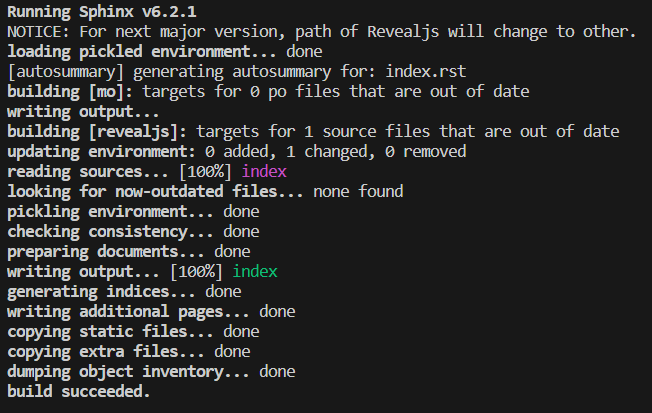 Running Sphinx v6.2.1
NOTICE: For next major version, path of Revealjs will change to other.
loading pickled environment... done
[autosummary] generating autosummary for: index.rst
building [mo]: targets for 0 po files that are out of date
writing output...
building [revealjs]: targets for 1 source files that are out of date
updating environment: 0 added, 1 changed, 0 removed
reading sources... [100%] index
looking for now-outdated files... none found
pickling environment... done
checking consistency... done
preparing documents... done
writing output... [100%] index
generating indices... done
writing additional pages... done
copying static files... done
copying extra files... done
dumping object inventory... done
build succeeded.